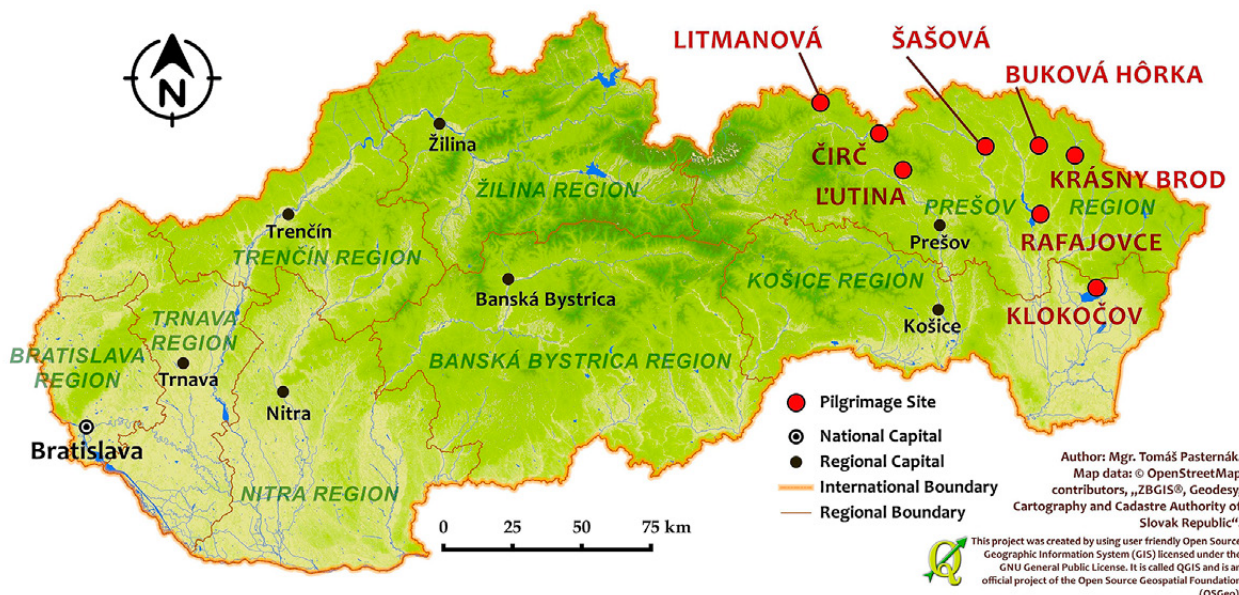 LITMANOVÁ
ŠAŠOVÁ
BUKOVÁ HÔRKA
N
Žilina
ČIRČ
ĽUTINA
KRÁSNY BROD
ŽILINA REGION
PREŠOV
REGION
Trenčín
Prešov
RAFAJOVCE
TRENČÍN REGION
KOŠICE REGION
Banská Bystrica
KLOKOČOV
Košice
TRNAVA
REGION
BRATISLAVA
REGION
BANSKÁ BYSTRICA REGION
Trnava
Nitra
Bratislava
NITRA REGION
Pilgrimage Site
National Capital
Regional Capital
International Boundary
Regional Boundary
0 25 50 75 km
Author: Mgr. Tomáš Pasternák.
Map data: © OpenStreetMap
contributors, „ZBGIS®, Geodesy,
Cartography and Cadastre Authority of
Slovak Republic“.
This project was created by using user friendly Open Source
Geographic Information System (GIS) licensed under the
GNU General Public License. It is called QGIS and is an
official project of the Open Source Geospatial Foundation
(OSGeo)